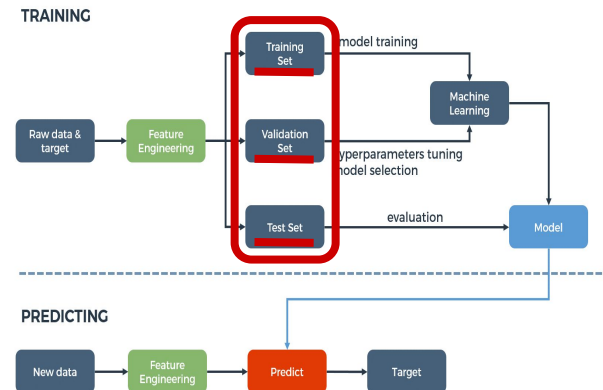 TRAINING
Training
Set
model training
Machine
Learning
Raw data &
target
Feature
Engineering
Validation
Set
hyperparameters tuning
model selection
Test Set
evaluation
Model
PREDICTING
New data
Feature
Engineering
Predict
Target